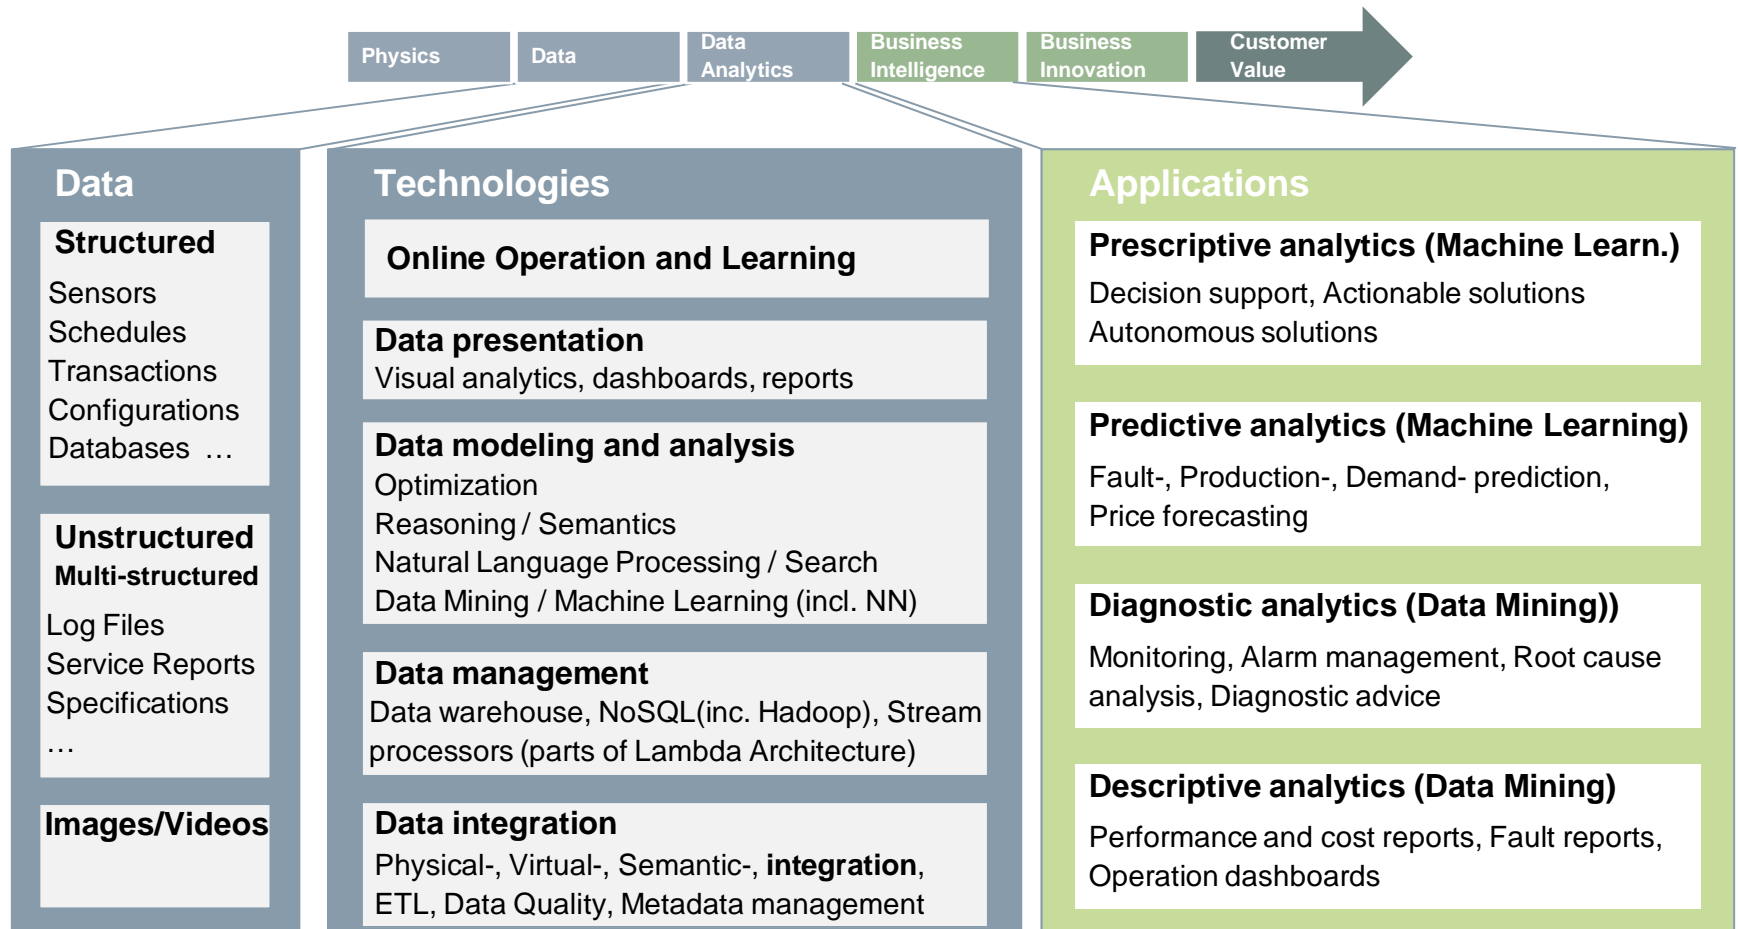 Physics
Data
Data
Analytics
Business
Intelligence
Business
Innovation
Customer
Value
Data
Structured
Sensors
Schedules
Transactions
Configurations
Databases …
Unstructured
Multi-structured
Log Files
Service Reports
Specifications
…
Images/Videos
Technologies
Online Operation and Learning
Data presentation
Visual analytics, dashboards, reports
Data modeling and analysis
Optimization
Reasoning / Semantics
Natural Language Processing / Search
Data Mining / Machine Learning (incl. NN)
Data management
Data warehouse, NoSQL(inc. Hadoop), Stream
processors (parts of Lambda Architecture)
Data integration
Physical-, Virtual-, Semantic-, integration,
ETL, Data Quality, Metadata management
Applications
Prescriptive analytics (Machine Learn.)
Decision support, Actionable solutions
Autonomous solutions
Predictive analytics (Machine Learning)
Fault-, Production-, Demand- prediction,
Price forecasting
Diagnostic analytics (Data Mining))
Monitoring, Alarm management, Root cause
analysis, Diagnostic advice
Descriptive analytics (Data Mining)
Performance and cost reports, Fault reports,
Operation dashboards